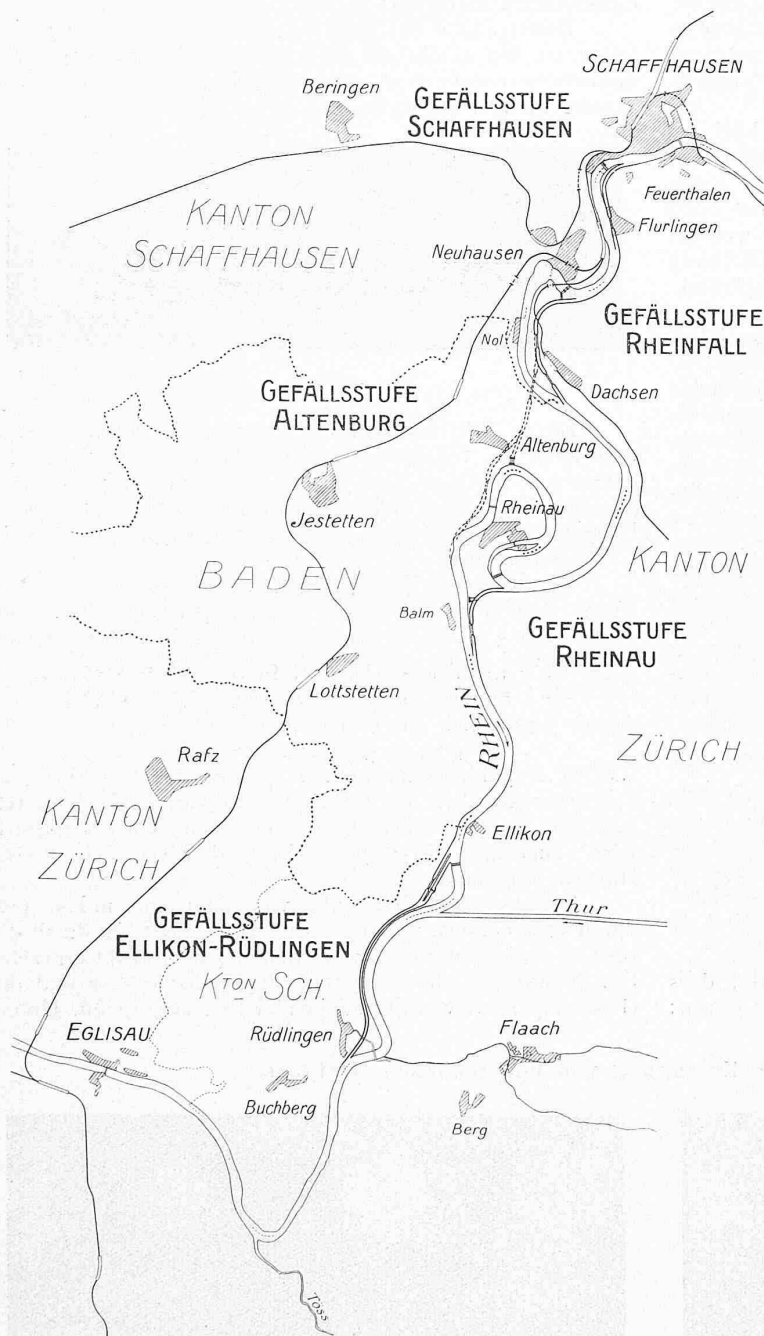 SCHAFFHAUSEN
Beringen
GEFÄLLSSTUFE
SCHAFFHAUSEN
Feuerthalen
KANTON
SCHAFFHAUSEN
Flurlingen
Neuhausen
GEFÄLLSSTUFE
RHEINFALL
Nol
Dachsen
GEFÄLLSSTUFE
ALTENBURG
Altenburg
Jestetten
Rheinau
BADEN
KANTON
Balm
GEFÄLLSSTUFE
RHEINAU
Lottstetten
RHEIN
ZÜRICH
Rafz
KANTON
ZÜRICH
Ellikon
Thur
GEFÄLLSSTUFE
ELLIKON-RÜDLINGEN
KTON SCH.
EGLISAU
Rüdlingen
Flaach
Buchberg
Berg
Töss